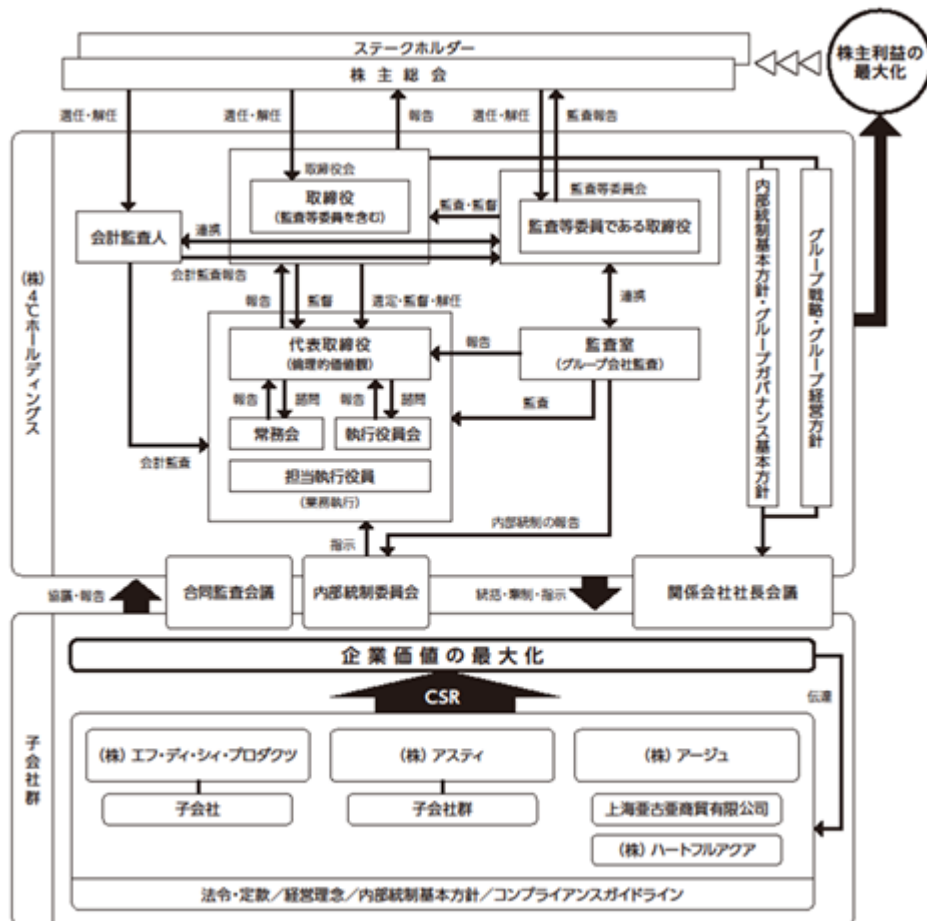 ステークホルダー
株主総会
株主利益の
最大化
選任・解任
選任・解任
報告
選任・解任
監査報告
(株)4℃ホールディングス
取締役会
取締役
(監査等委員を含む)
監査・監督
監査等委員会
監査等委員である取締役
会計監査人
連携
会計監査報告
報告
監督
選定・監督・解任
連携
代表取締役
(倫理的価値観)
報告
監査室
(グループ会社監査)
報告
諮問
報告
諮問
監査
常務会
執行役員会
会計監査
担当執行役員
(業務執行)
内部統制の報告
指示
内部統制基本方針・グループガバナンス基本方針
グループ戦略・グループ経営方針
協議・報告
合同監査会議
内部統制委員会
統括・牽制・指示
関係会社社長会議
子会社群
企業価値の最大化
CSR
伝達
(株)エフ・ディ・シィ・プロダクツ
(株)アスティ
(株)アージュ
子会社
子会社群
上海亜古亜商貿有限公司
(株)ハートフルアクア
法令・定款/経営理念/内部統制基本方針/コンプライアンスガイドライン